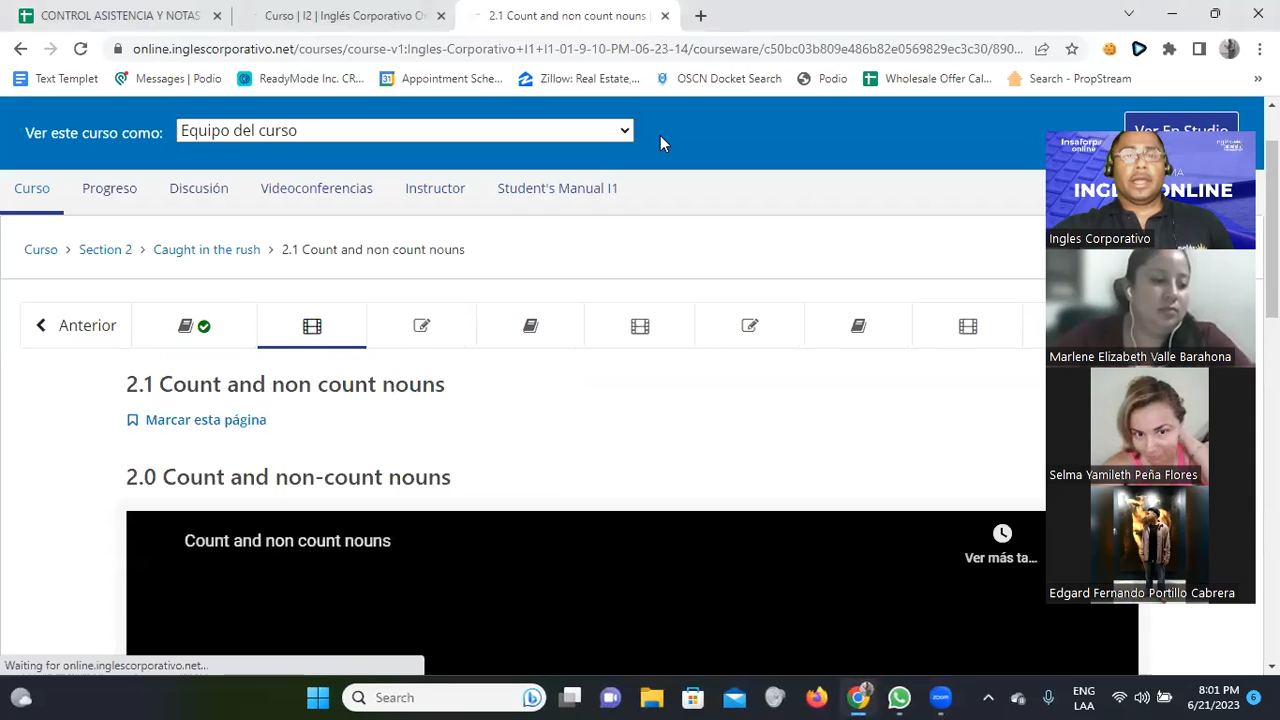 CONTROL ASISTENCIA Y NOTAS
Curso | I2 | Inglés Corporativo On
2.1 Count and non count nouns
online.inglescorporativo.net/courses/course-v1:Ingles-Corporativo+I1+I1-01-9-10-PM-06-23-14/courseware/c50bc03b809e486b82e0569829ec3c30/890...
Text Templet
Messages | Podio
ReadyMode Inc. CR...
Appointment Sche...
Zillow: Real Estate,...
OSCN Docket Search
Podio
Wholesale Offer Cal...
Search - PropStream
»
Ver este curso como:
Equipo del curso
Ver En Studio
Curso
Progreso
Discusión
Videoconferencias
Instructor
Student's Manual I1
Ingles Corporativo
Curso > Section 2 > Caught in the rush > 2.1 Count and non count nouns
Anterior
Marlene Elizabeth Valle Barahona
2.1 Count and non count nouns
Marcar esta página
2.0 Count and non-count nouns
Selma Yamileth Peña Flores
Count and non count nouns
Ver más ta...
Edgard Fernando Portillo Cabrera
Waiting for online.inglescorporativo.net...
Search
ENG
LAA
8:01 PM
6/21/2023
6